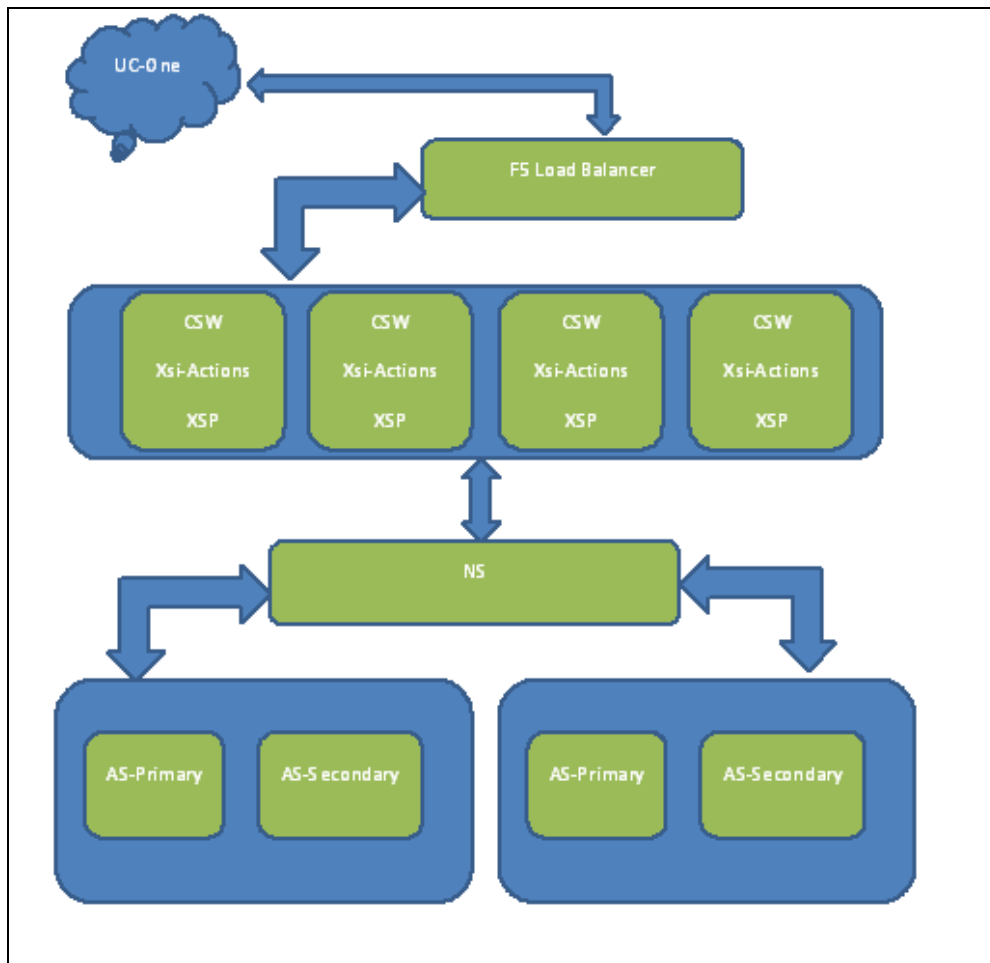 UC-One
F5 Load Balancer
CSW
Xsi-Actions
XSP
CSW
Xsi-Actions
XSP
CSW
Xsi-Actions
XSP
CSW
Xsi-Actions
XSP
NS
AS-Primary
AS-Secondary
AS-Primary
AS-Secondary